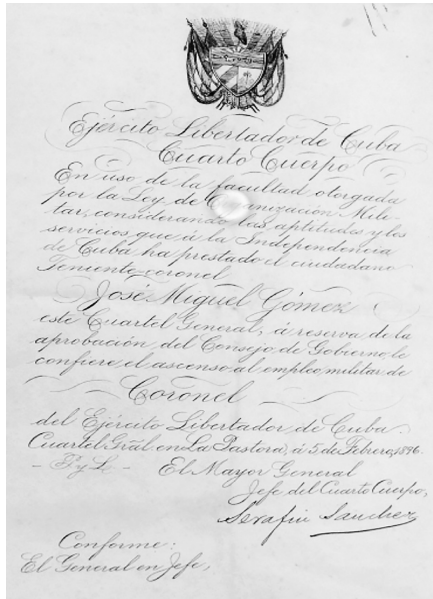 Ejército Libertador de Cuba
Cuarto Cuerpo
En uso de la facultad otorgada
por la Ley de Organización Mili-
tar, considerando las aptitudes y los
servicios que á la Independencia
de Cuba ha prestado el ciudadano
Teniente-coronel
José Miguel Gómez
este Cuartel General, á reserva de la
aprobación del Consejo de Gobierno, le
confiere el ascenso al empleo militar de
Coronel
del Ejército Libertador de Cuba.
Cuartel Gral en La Pastora, á 5 de Febrero, 1896.
- P. y L. - El Mayor General
Jefe del Cuarto Cuerpo,
Serafin Sanchez
Conforme:
El General en Jefe,